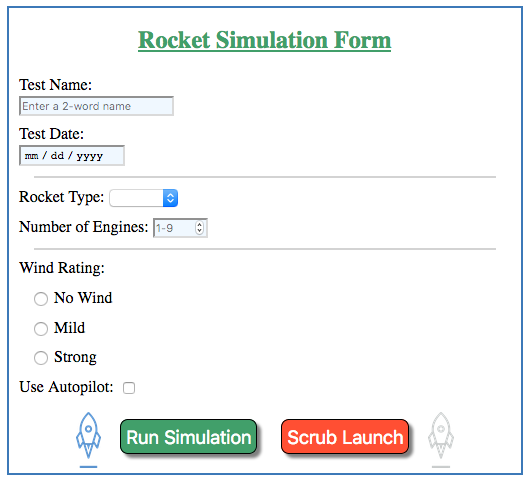 Rocket Simulation Form
Test Name:
Enter a 2-word name
Test Date:
mm / dd / yyyy
Rocket Type:
Number of Engines: 1-9
Wind Rating:
No Wind
Mild
Strong
Use Autopilot:
Run Simulation Scrub Launch